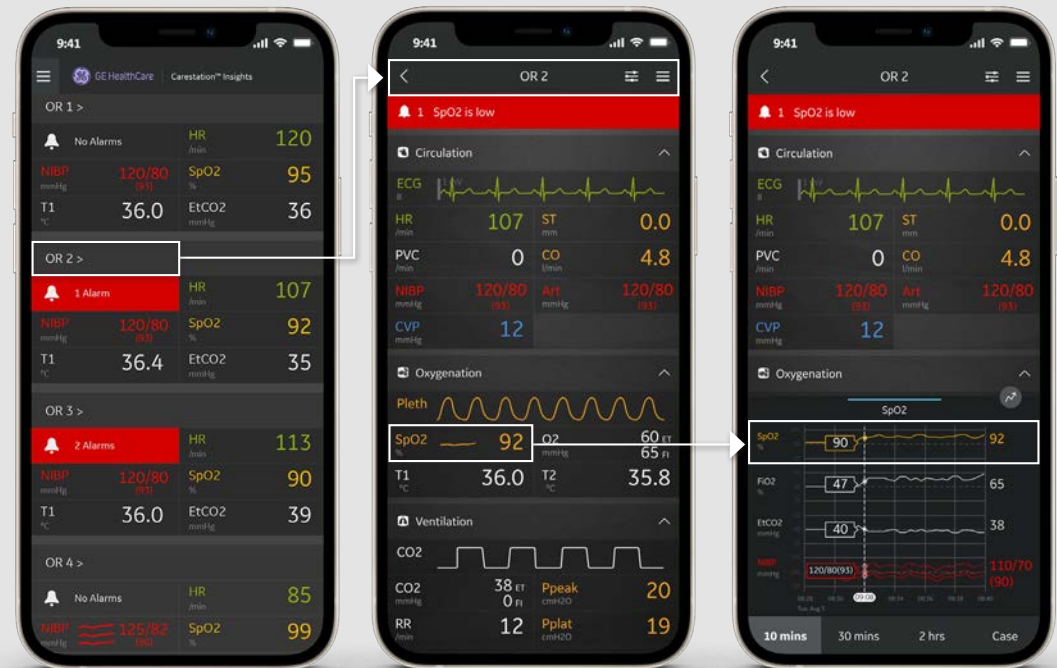 9:41
GE HealthCare Carestation™ Insights
OR 1 >
No Alarms HR /min 120
NIBP mmHg 120/80 (93) SpO2 % 95
T1 °C 36.0 EtCO2 mmHg 36
OR 2 >
1 Alarm HR /min 107
NIBP mmHg 120/80 (93) SpO2 % 92
T1 °C 36.4 EtCO2 mmHg 35
OR 3 >
2 Alarms HR /min 113
NIBP mmHg 120/80 (93) SpO2 % 90
T1 °C 36.0 EtCO2 mmHg 39
OR 4 >
No Alarms HR /min 85
NIBP 125/82 SpO2 % 99
9:41
OR 2
1 SpO2 is low
Circulation
ECG
HR /min 107 ST mm 0.0
PVC /min 0 CO l/min 4.8
NIBP mmHg 120/80 (93) Art mmHg 120/80 (93)
CVP mmHg 12
Oxygenation
Pleth
SpO2 % 92 O2 mmHg 60 ET 65 FI
T1 °C 36.0 T2 °C 35.8
Ventilation
CO2
CO2 mmHg 38 ET 0 FI Ppeak cmH2O 20
RR /min 12 Pplat cmH2O 19
9:41
OR 2
1 SpO2 is low
Circulation
ECG
HR /min 107 ST mm 0.0
PVC /min 0 CO l/min 4.8
NIBP mmHg 120/80 (93) Art mmHg 120/80 (93)
CVP mmHg 12
Oxygenation
SpO2
SpO2 % 90 92
FiO2 % 47 65
EtCO2 mmHg 40 38
NIBP mmHg 120/80(93) 110/70 (90)
09:08
10 mins 30 mins 2 hrs Case